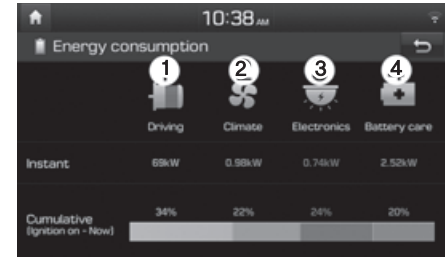 10:38 AM
Energy consumption
1 2 3 4
Driving Climate Electronics Battery care
Instant 69kW 0.98kW 0.74kW 2.52kW
34% 22% 24% 20%
Cumulative
(Ignition on - Now)